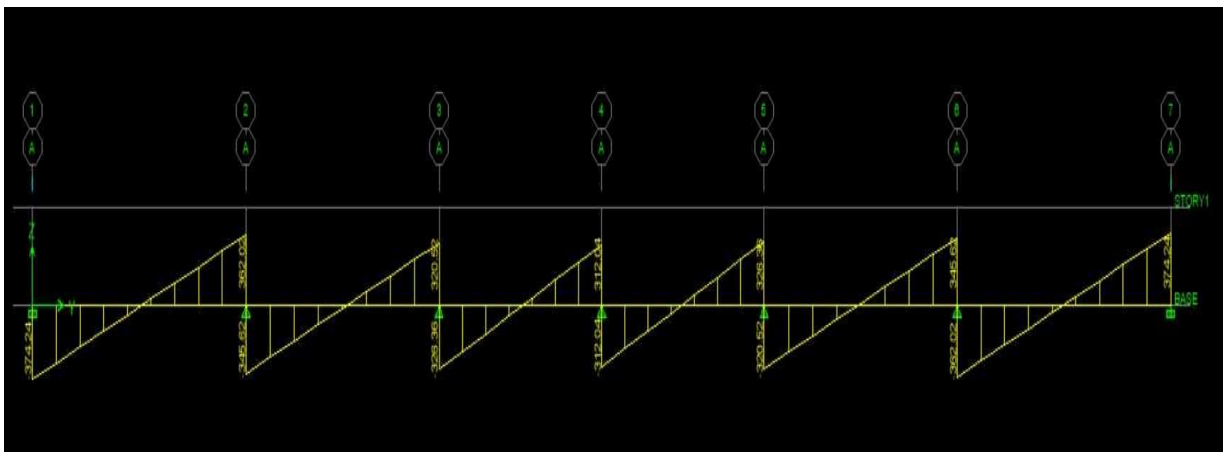 1 2 3 4 5 6 7
A A A A A A A
STORY1
Z
362.02 320.52 312.04 326.36 345.62 374.24
Y
BASE
-374.24 -345.62 -326.36 -312.04 -320.52 -362.02